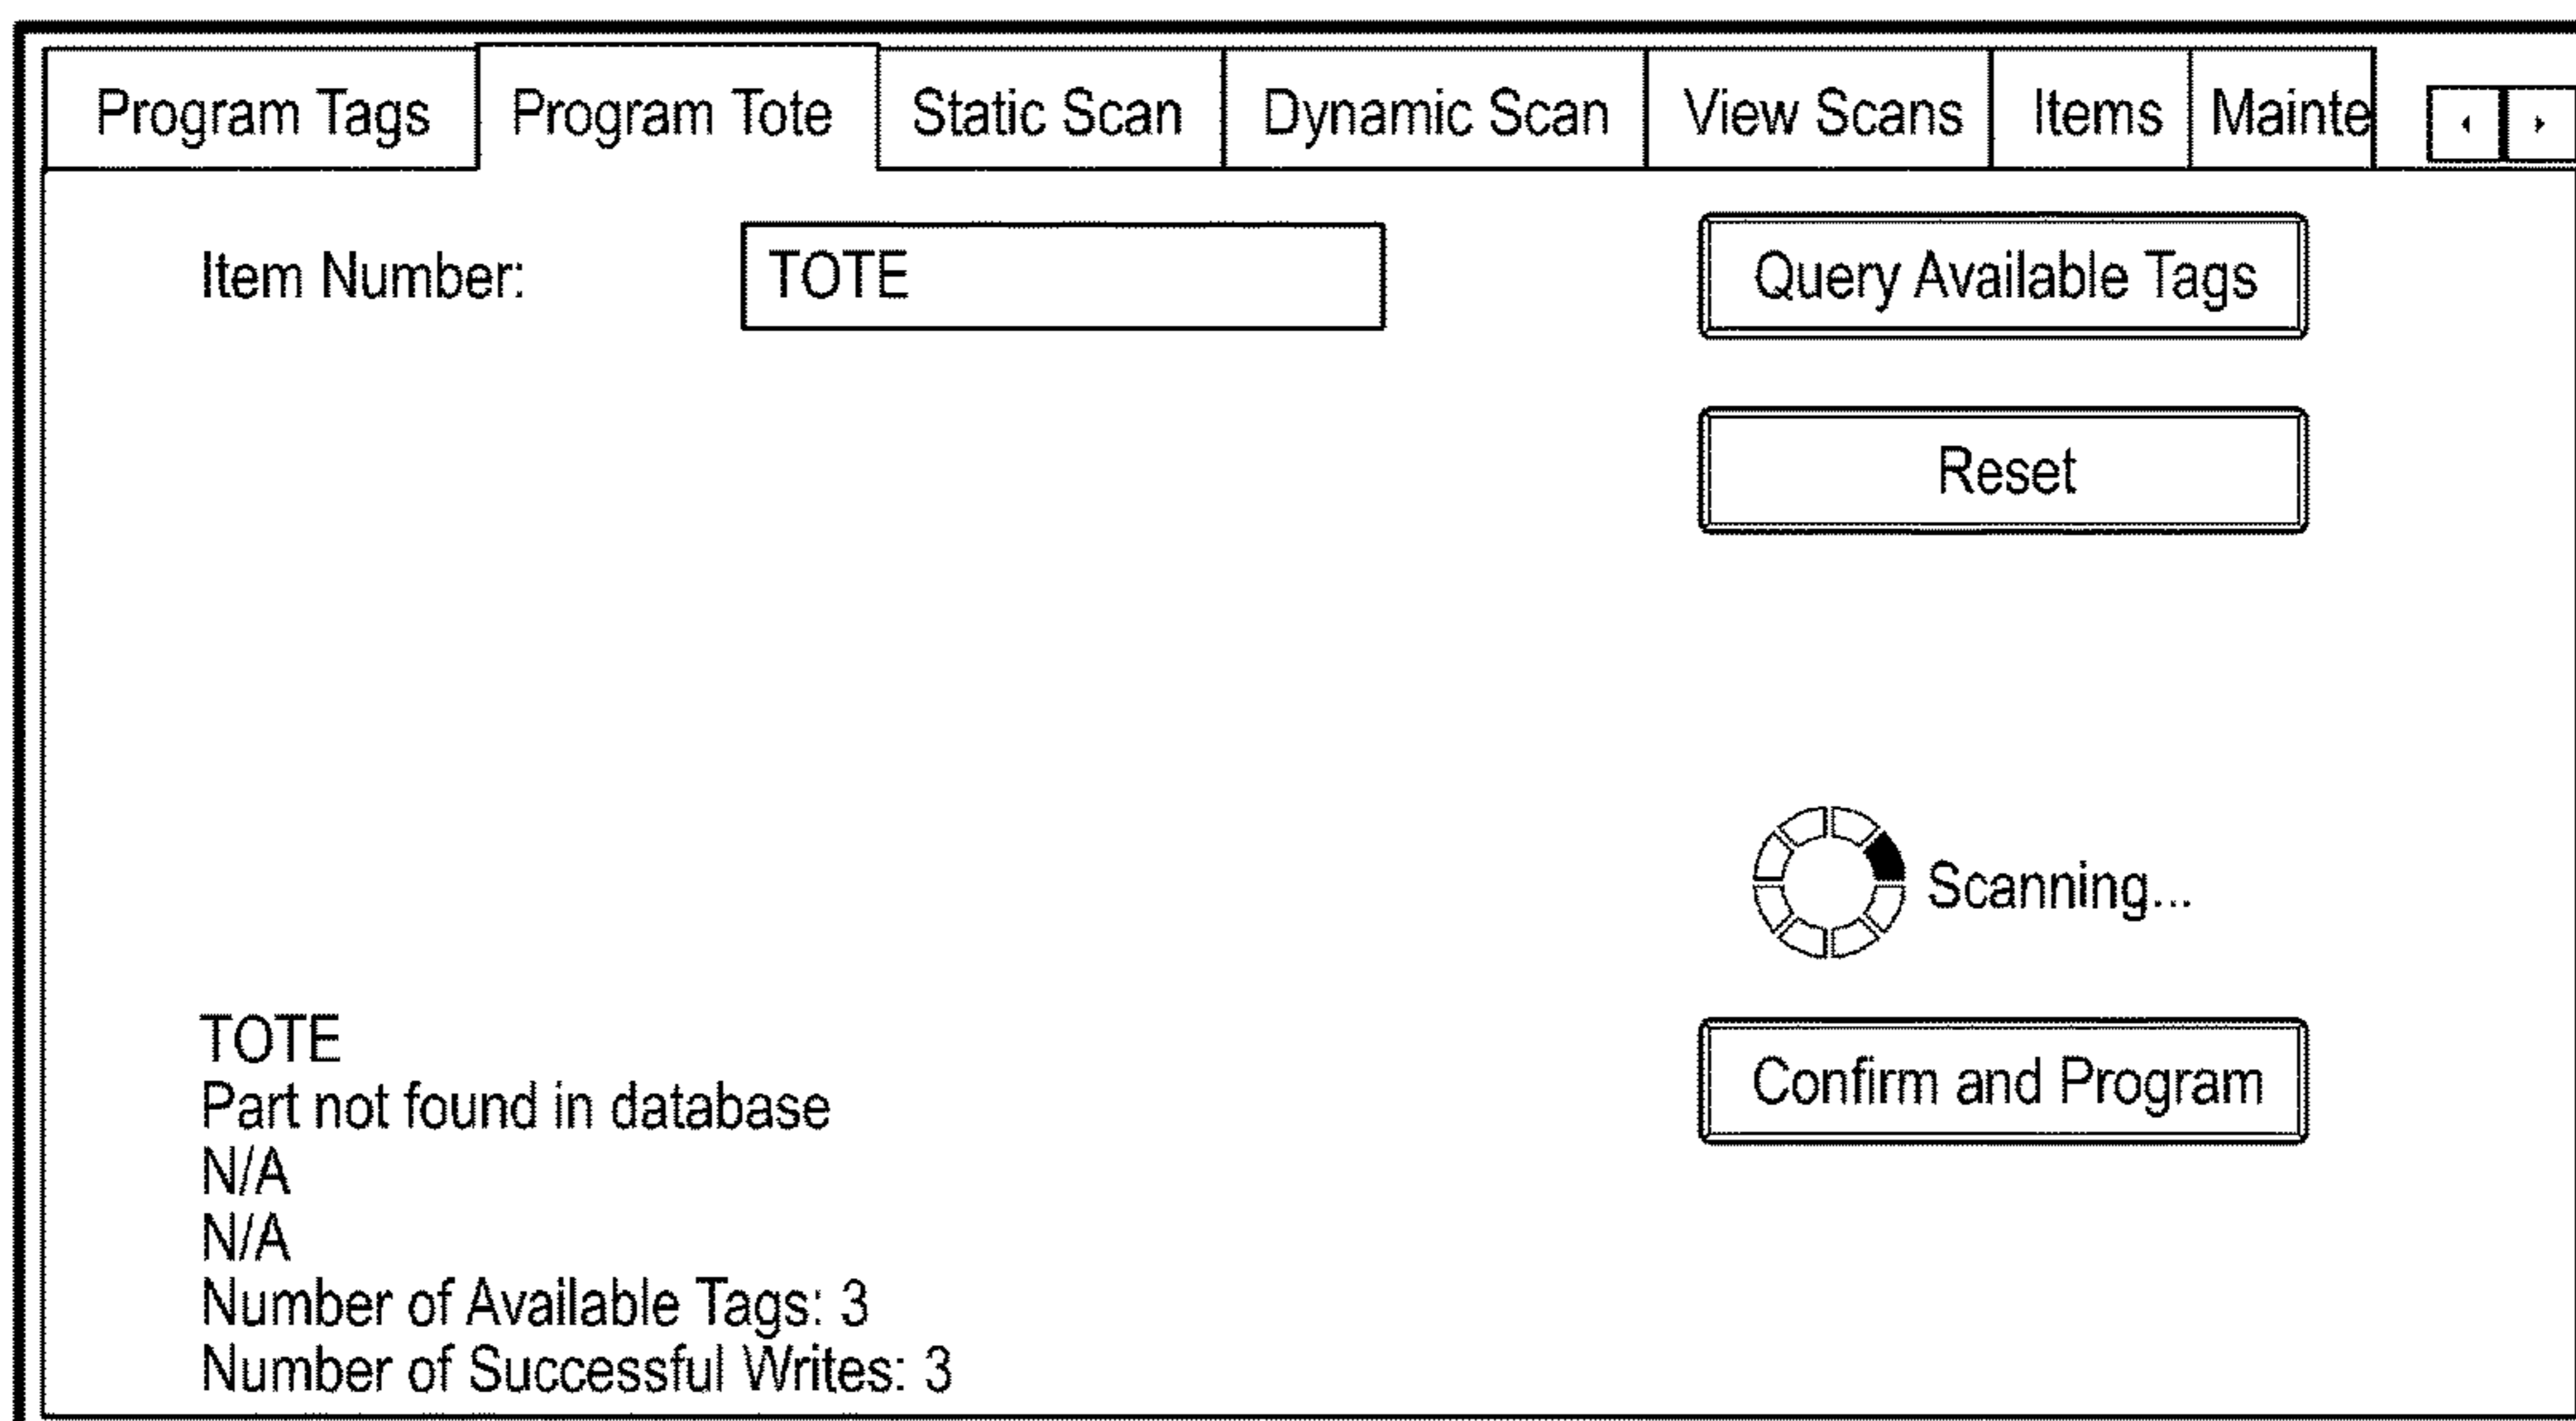 Program Tags Program Tote Static Scan Dynamic Scan View Scans Items Mainte
Item Number: TOTE Query Available Tags
Reset
Scanning...
TOTE
Confirm and Program
Part not found in database
N/A
N/A
Number of Available Tags: 3
Number of Successful Writes: 3